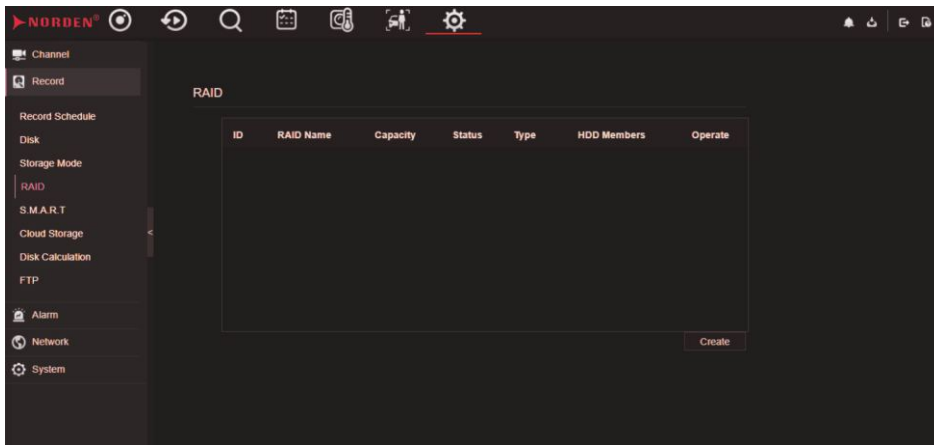 NORDEN®
Channel
Record
Record Schedule
Disk
Storage Mode
RAID
S.M.A.R.T
Cloud Storage
Disk Calculation
FTP
Alarm
Network
System
RAID
ID RAID Name Capacity Status Type HDD Members Operate
Create